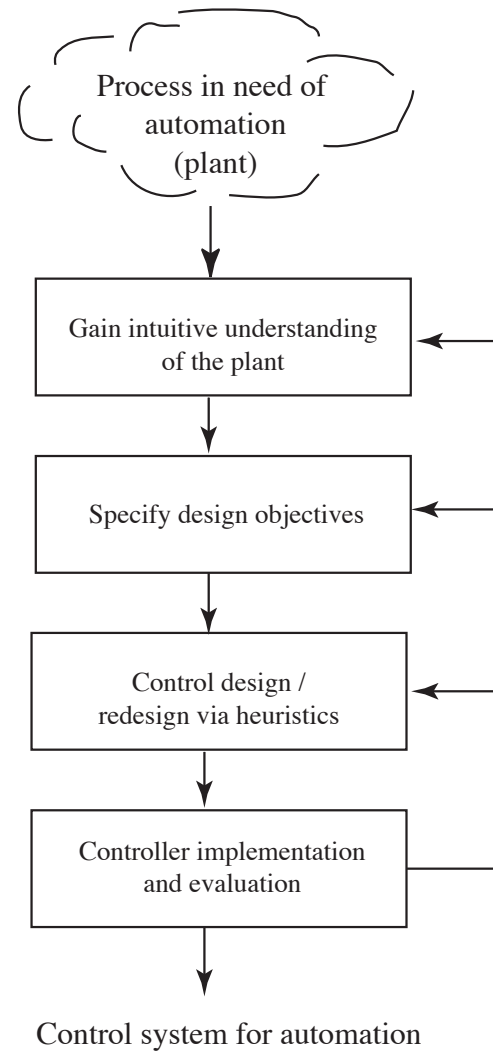 Process in need of
automation
(plant)
Gain intuitive understanding
of the plant
Specify design objectives
Control design /
redesign via heuristics
Controller implementation
and evaluation
Control system for automation